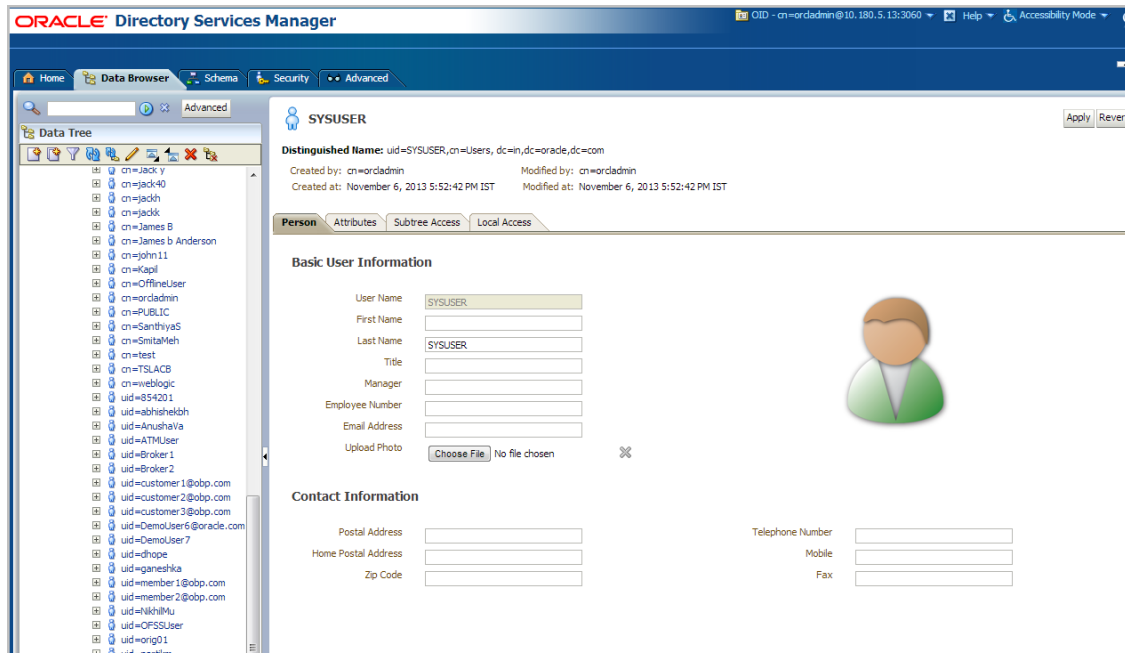 ORACLE Directory Services Manager
OID - cn=orcladmin@10.180.5.13:3060 Help Accessibility Mode
Home Data Browser Schema Security Advanced
Advanced
Data Tree
cn=Jack y
cn=jack40
cn=jackh
cn=jackk
cn=James B
cn=James b Anderson
cn=john11
cn=Kapil
cn=OfflineUser
cn=orcladmin
cn=PUBLIC
cn=SanthiyaS
cn=SmitaMeh
cn=test
cn=TSLACB
cn=weblogic
uid=854201
uid=abhishekbh
uid=AnushaVa
uid=ATMUser
uid=Broker1
uid=Broker2
uid=customer1@obp.com
uid=customer2@obp.com
uid=customer3@obp.com
uid=DemoUser6@oracle.com
uid=DemoUser7
uid=dhope
uid=ganeshka
uid=member1@obp.com
uid=member2@obp.com
uid=NikhilMu
uid=OFSSUser
uid=orig01
SYSUSER
Apply Rever
Distinguished Name: uid=SYSUSER,cn=Users, dc=in,dc=oracle,dc=com
Created by: cn=orcladmin Modified by: cn=orcladmin
Created at: November 6, 2013 5:52:42 PM IST Modified at: November 6, 2013 5:52:42 PM IST
Person Attributes Subtree Access Local Access
Basic User Information
User Name SYSUSER
First Name
Last Name SYSUSER
Title
Manager
Employee Number
Email Address
Upload Photo Choose File No file chosen
Contact Information
Postal Address Telephone Number
Home Postal Address Mobile
Zip Code Fax